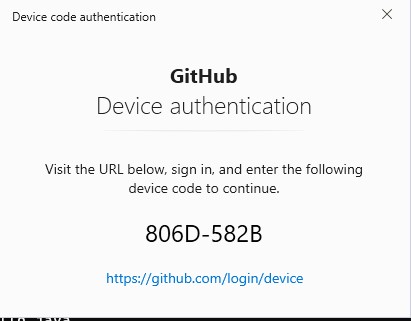 Device code authentication
GitHub
Device authentication
Visit the URL below, sign in, and enter the following
device code to continue.
806D-582B
https://github.com/login/device